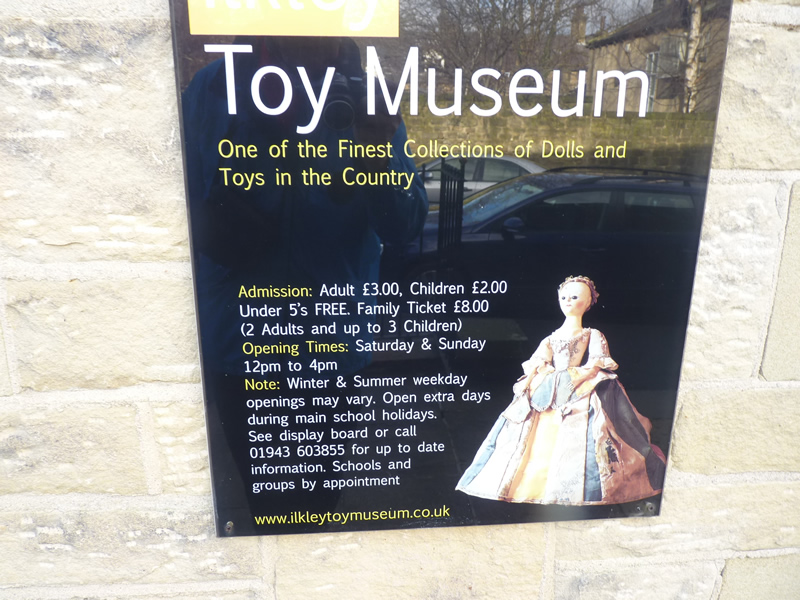 ilkley
Toy Museum
One of the Finest Collections of Dolls and
Toys in the Country
Admission: Adult £3.00, Children £2.00
Under 5's FREE. Family Ticket £8.00
(2 Adults and up to 3 Children)
Opening Times: Saturday & Sunday
12pm to 4pm
Note: Winter & Summer weekday
openings may vary. Open extra days
during main school holidays.
See display board or call
01943 603855 for up to date
information. Schools and
groups by appointment
www.ilkleytoymuseum.co.uk